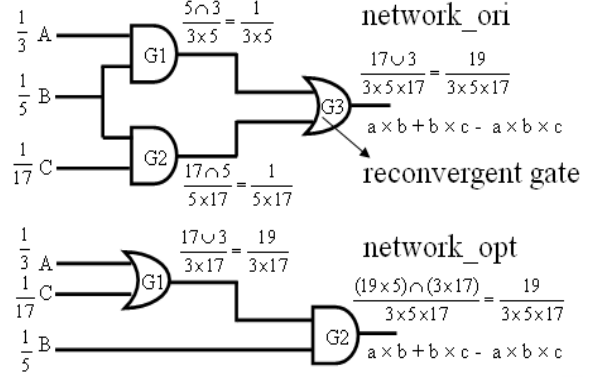 network_ori
1/3 A
G1
5∩3/3×5 = 1/3×5
1/5 B
G3
17∪3/3×5×17 = 19/3×5×17
a×b+b×c- a×b×c
1/17 C
G2
17∩5/5×17 = 1/5×17
reconvergent gate
network_opt
1/3 A
1/17 C
G1
17∪3/3×17 = 19/3×17
1/5 B
G2
(19×5)∩(3×17)/3×5×17 = 19/3×5×17
a×b+b×c- a×b×c